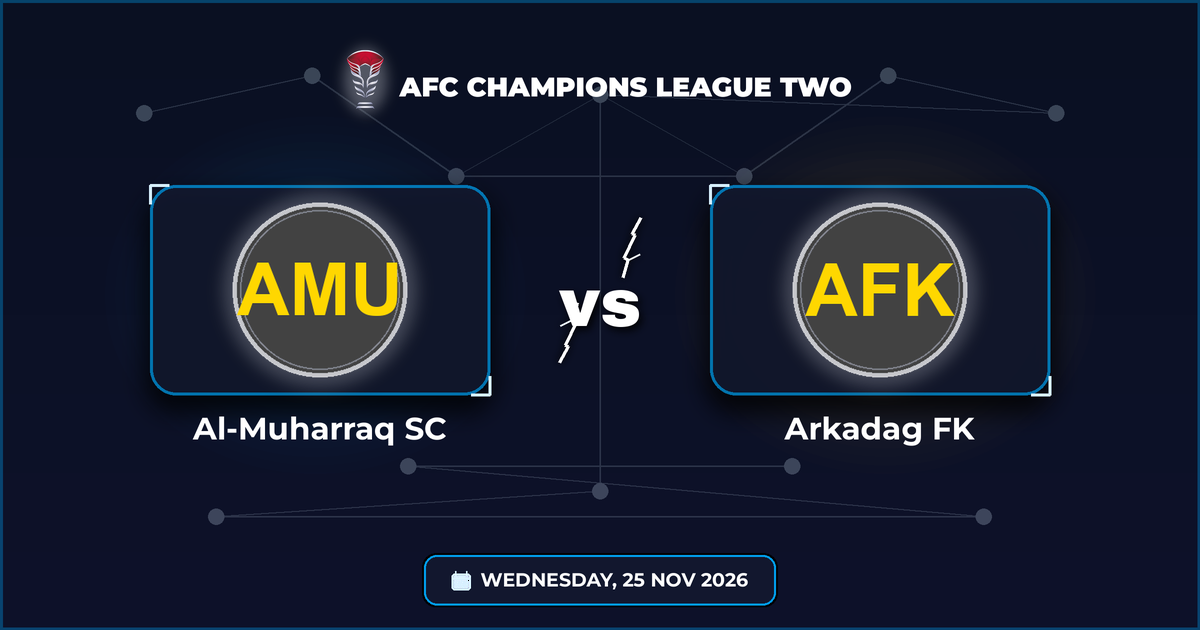 AFC CHAMPIONS LEAGUE TWO
AMU
VS
AFK
Al-Muharraq SC
Arkadag FK
WEDNESDAY, 25 NOV 2026